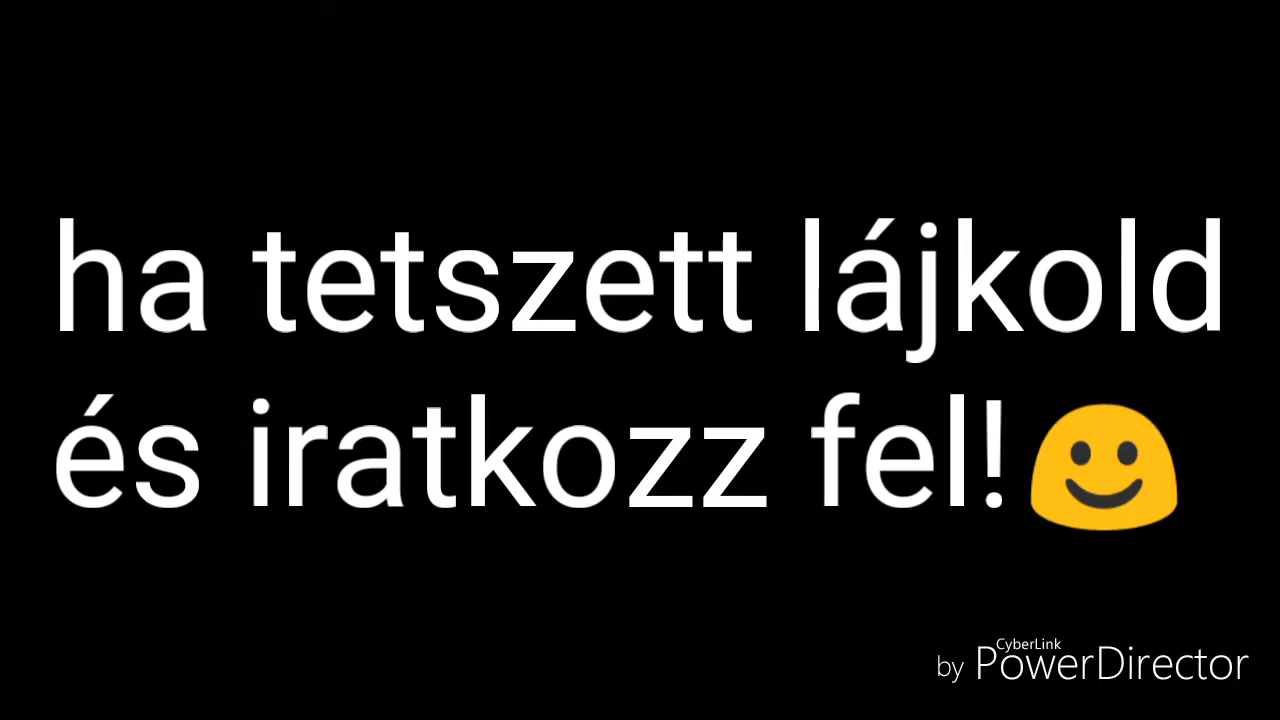 ha tetszett lájkold
és iratkozz fel!🙂
CyberLink
by PowerDirector